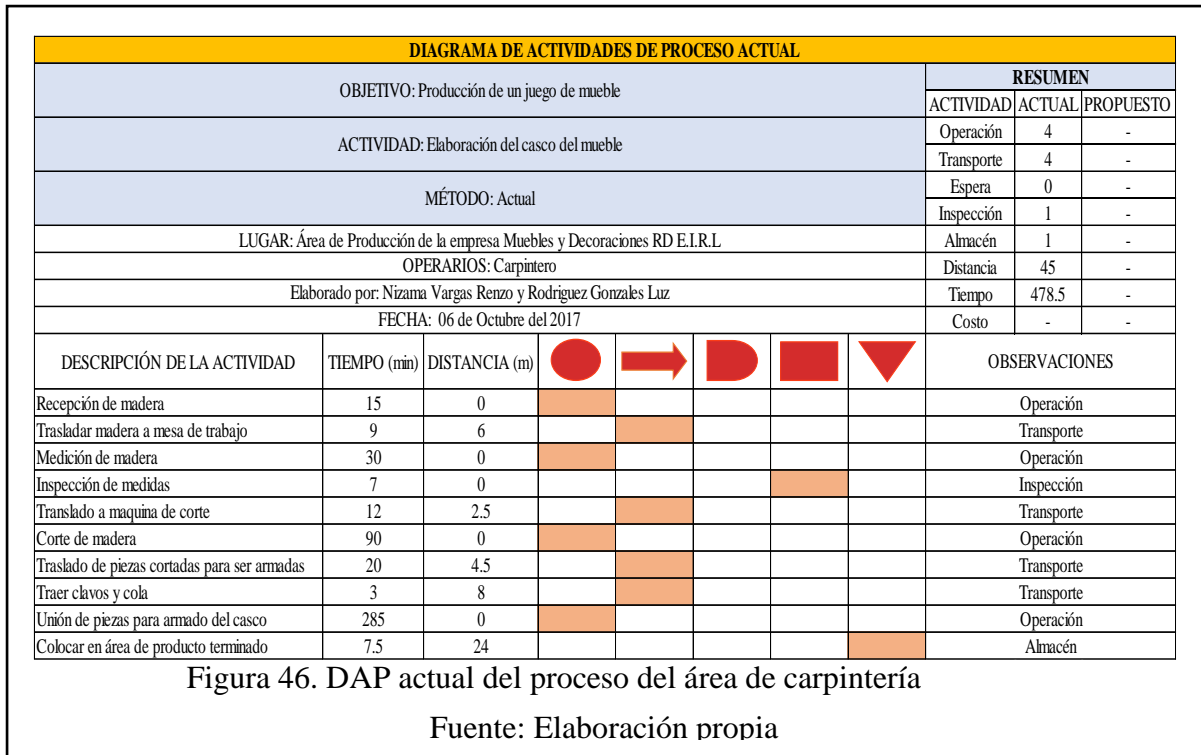 DIAGRAMA DE ACTIVIDADES DE PROCESO ACTUAL
OBJETIVO: Producción de un juego de mueble
RESUMEN
ACTIVIDAD ACTUAL PROPUESTO
ACTIVIDAD: Elaboración del casco del mueble
Operación 4 -
Transporte 4 -
MÉTODO: Actual
Espera 0 -
Inspección 1 -
LUGAR: Área de Producción de la empresa Muebles y Decoraciones RD E.I.R.L
Almacén 1 -
OPERARIOS: Carpintero
Distancia 45 -
Elaborado por: Nizama Vargas Renzo y Rodriguez Gonzales Luz
Tiempo 478.5 -
FECHA: 06 de Octubre del 2017
Costo - -
DESCRIPCIÓN DE LA ACTIVIDAD TIEMPO (min) DISTANCIA (m) OBSERVACIONES
Recepción de madera 15 0 Operación
Trasladar madera a mesa de trabajo 9 6 Transporte
Medición de madera 30 0 Operación
Inspección de medidas 7 0 Inspección
Translado a maquina de corte 12 2.5 Transporte
Corte de madera 90 0 Operación
Traslado de piezas cortadas para ser armadas 20 4.5 Transporte
Traer clavos y cola 3 8 Transporte
Unión de piezas para armado del casco 285 0 Operación
Colocar en área de producto terminado 7.5 24 Almacén
Figura 46. DAP actual del proceso del área de carpintería
Fuente: Elaboración propia